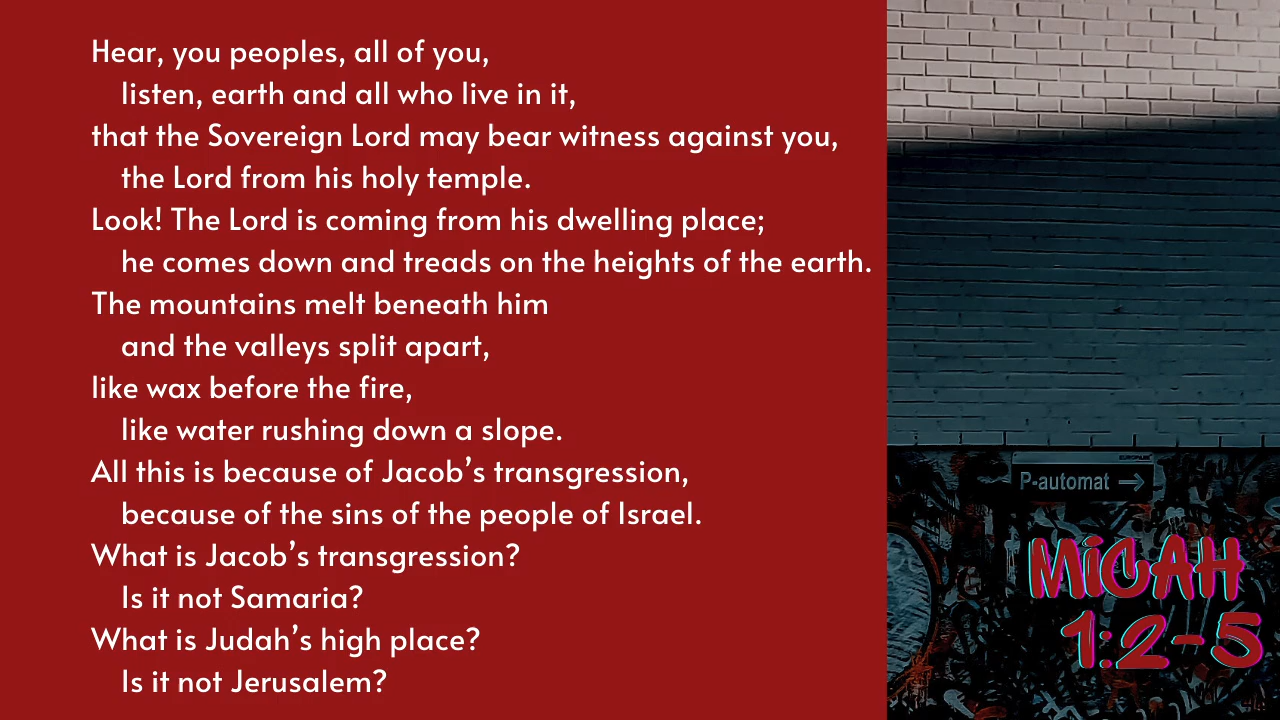 Hear, you peoples, all of you,
listen, earth and all who live in it,
that the Sovereign Lord may bear witness against you,
the Lord from his holy temple.
Look! The Lord is coming from his dwelling place;
he comes down and treads on the heights of the earth.
The mountains melt beneath him
and the valleys split apart,
like wax before the fire,
like water rushing down a slope.
All this is because of Jacob’s transgression,
because of the sins of the people of Israel.
What is Jacob’s transgression?
Is it not Samaria?
What is Judah’s high place?
Is it not Jerusalem?
P-automat →
MiCAH
1:2-5